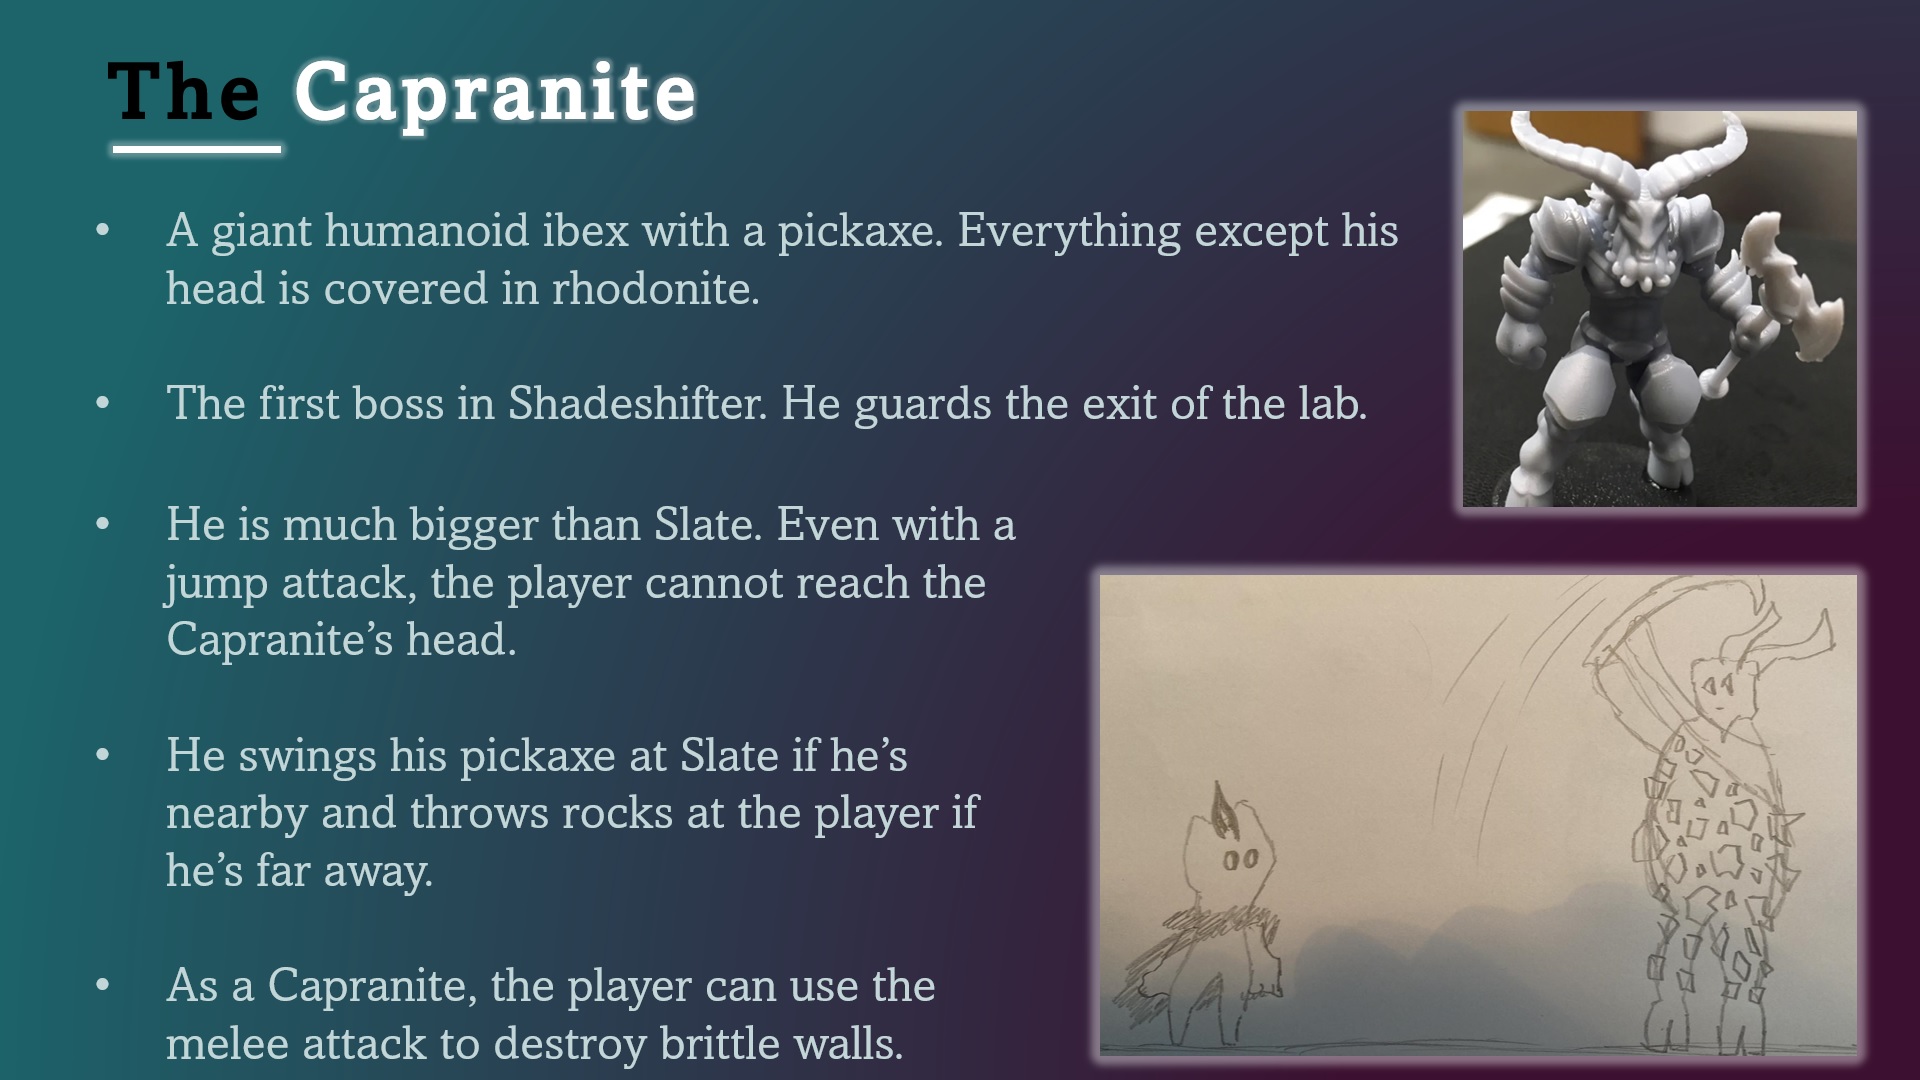 The Capranite
• A giant humanoid ibex with a pickaxe. Everything except his
head is covered in rhodonite.
• The first boss in Shadeshifter. He guards the exit of the lab.
• He is much bigger than Slate. Even with a
jump attack, the player cannot reach the
Capranite’s head.
• He swings his pickaxe at Slate if he’s
nearby and throws rocks at the player if
he’s far away.
• As a Capranite, the player can use the
melee attack to destroy brittle walls.